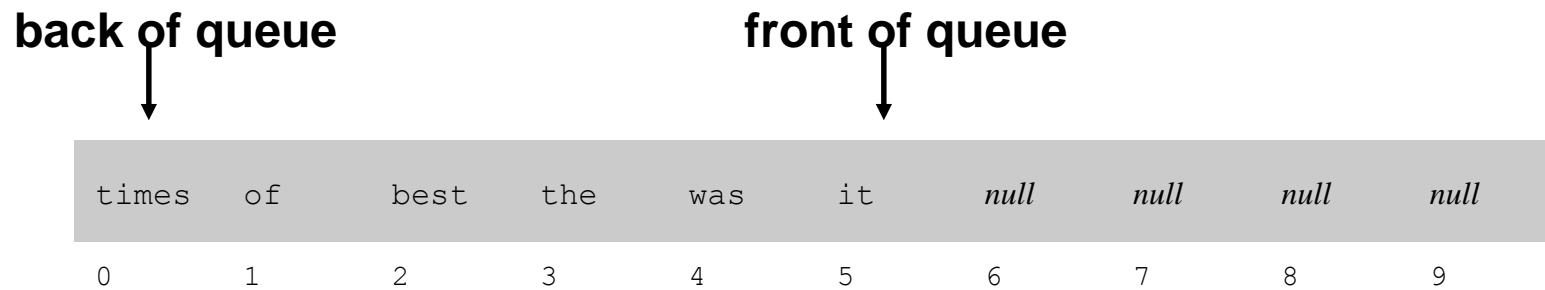 back of queue front of queue
times of best the was it null null null null
0 1 2 3 4 5 6 7 8 9